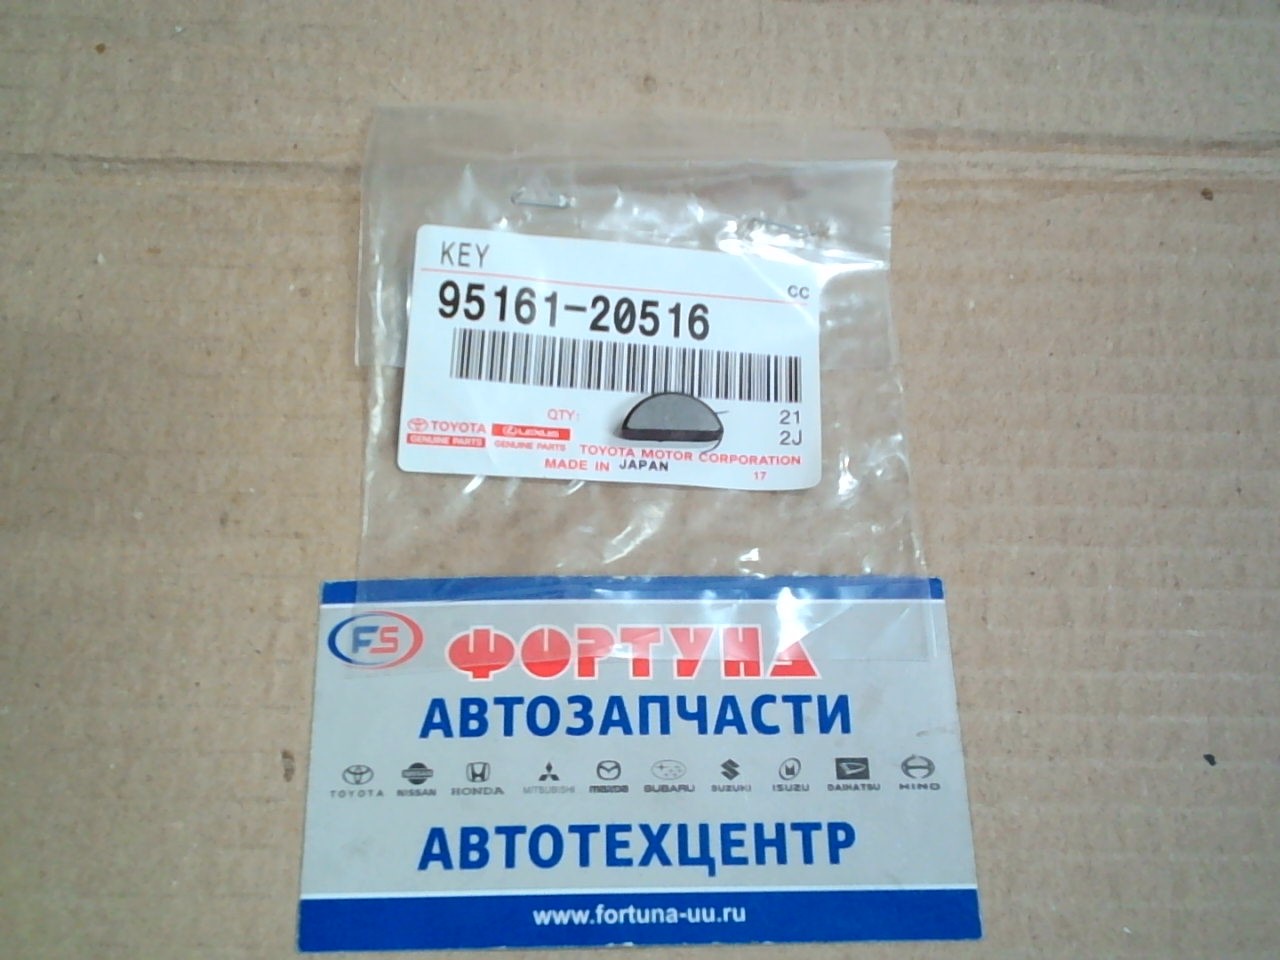 KEY
CC
95161-20516
QTY:
21
2J
TOYOTA
LEXUS
GENUINE PARTS
GENUINE PARTS
TOYOTA MOTOR CORPORATION
MADE IN JAPAN
17
FS
ФОРТУНА
АВТОЗАПЧАСТИ
TOYOTA NISSAN HONDA MITSUBISHI mazda SUBARU SUZUKI ISUZU DAIHATSU HINO
АВТОТЕХЦЕНТР
www.fortuna-uu.ru